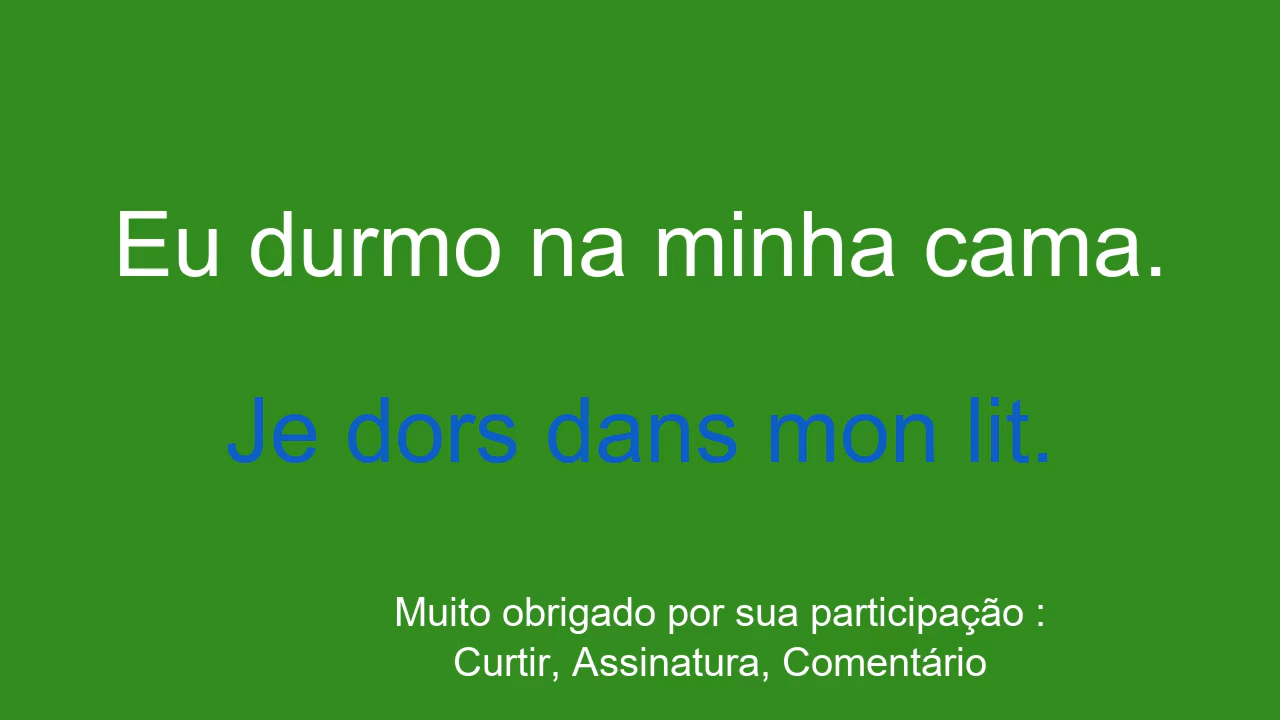 Eu durmo na minha cama.
Je dors dans mon lit.
Muito obrigado por sua participação :
Curtir, Assinatura, Comentário